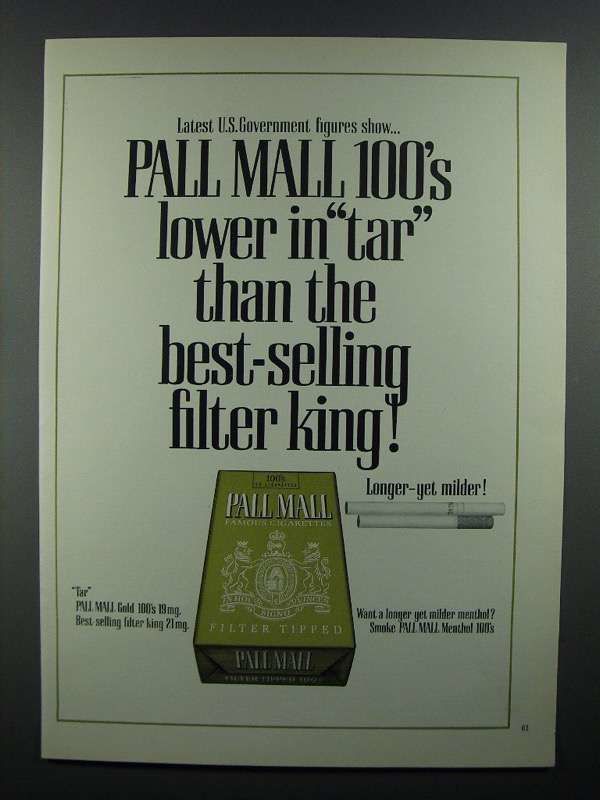 Latest U.S.Government figures show...
PALL MALL 100's
lower in “tar”
than the
best-selling
filter king!
Longer-yet milder!
100's
PALL MALL
FAMOUS CIGARETTES
FILTER TIPPED
PALL MALL
FILTER TIPPED 100's
“Tar”
PALL MALL Gold 100's 19 mg.
Best-selling filter king 21 mg.
Want a longer yet milder menthol?
Smoke PALL MALL Menthol 100's
61